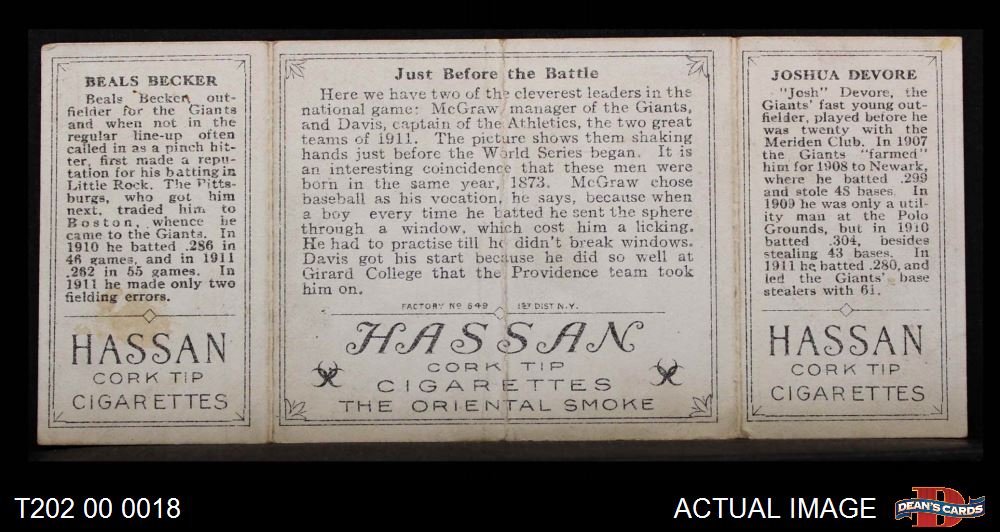 BEALS BECKER
Beals Becker, out-
fielder for the Giants
and when not in the
regular line-up often
called in as a pinch hit-
ter, first made a repu-
tation for his batting in
Little Rock. The Pitts-
burgs, who got him
next, traded him to
Boston, whence he
came to the Giants. In
1910 he batted .286 in
46 games, and in 1911
.262 in 55 games. In
1911 he made only two
fielding errors.
HASSAN
CORK TIP
CIGARETTES
Just Before the Battle
Here we have two of the cleverest leaders in the
national game: McGraw, manager of the Giants,
and Davis, captain of the Athletics, the two great
teams of 1911. The picture shows them shaking
hands just before the World Series began. It is
an interesting coincidence that these men were
born in the same year, 1873. McGraw chose
baseball as his vocation, he says, because when
a boy every time he batted he sent the sphere
through a window, which cost him a licking.
He had to practise till he didn't break windows.
Davis got his start because he did so well at
Girard College that the Providence team took
him on.
FACTORY No 649 1ST DIST N.Y.
HASSAN
CORK TIP
CIGARETTES
THE ORIENTAL SMOKE
JOSHUA DEVORE
"Josh" Devore, the
Giants' fast young out-
fielder, played before he
was twenty with the
Meriden Club. In 1907
the Giants "farmed"
him for 1908 to Newark,
where he batted .299
and stole 48 bases. In
1909 he was only a util-
ity man at the Polo
Grounds, but in 1910
batted .304, besides
stealing 43 bases. In
1911 he batted .280, and
led the Giants' base
stealers with 61.
HASSAN
CORK TIP
CIGARETTES
T202 00 0018
ACTUAL IMAGE
D
DEAN'S CARDS